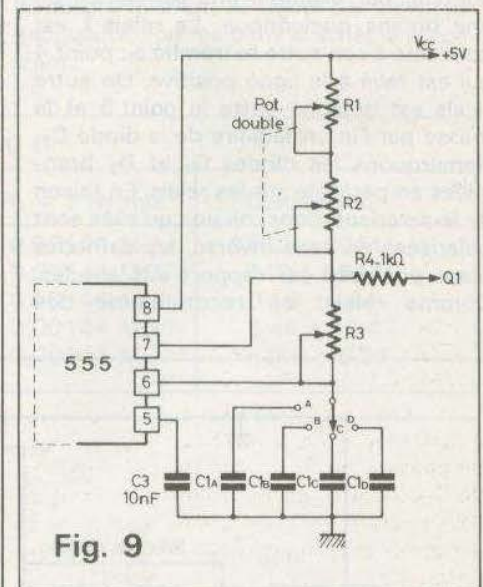 VCC
+5V
Pot.
double
R1
R2
R4.1kΩ
Q1
8
7
555
6
5
R3
A
B
C
D
C3
10nF
C1A
C1B
C1C
C1D
Fig. 9